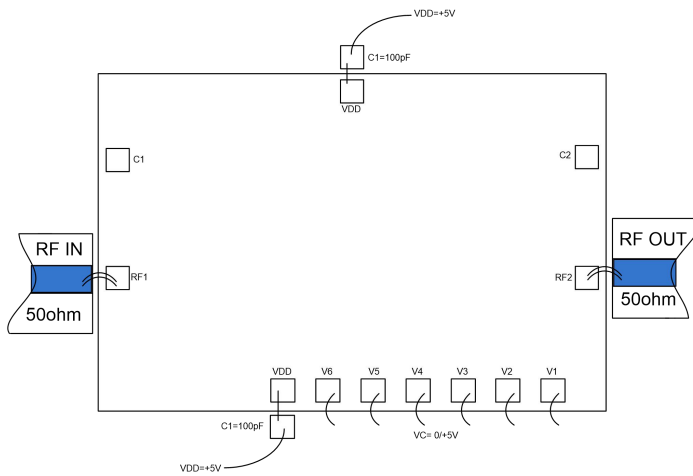 VDD=+5V
C1=100pF
VDD
C1
C2
RF IN
RF1
50ohm
RF OUT
RF2
50ohm
VDD
V6
V5
V4
V3
V2
V1
C1=100pF
VC= 0/+5V
VDD=+5V